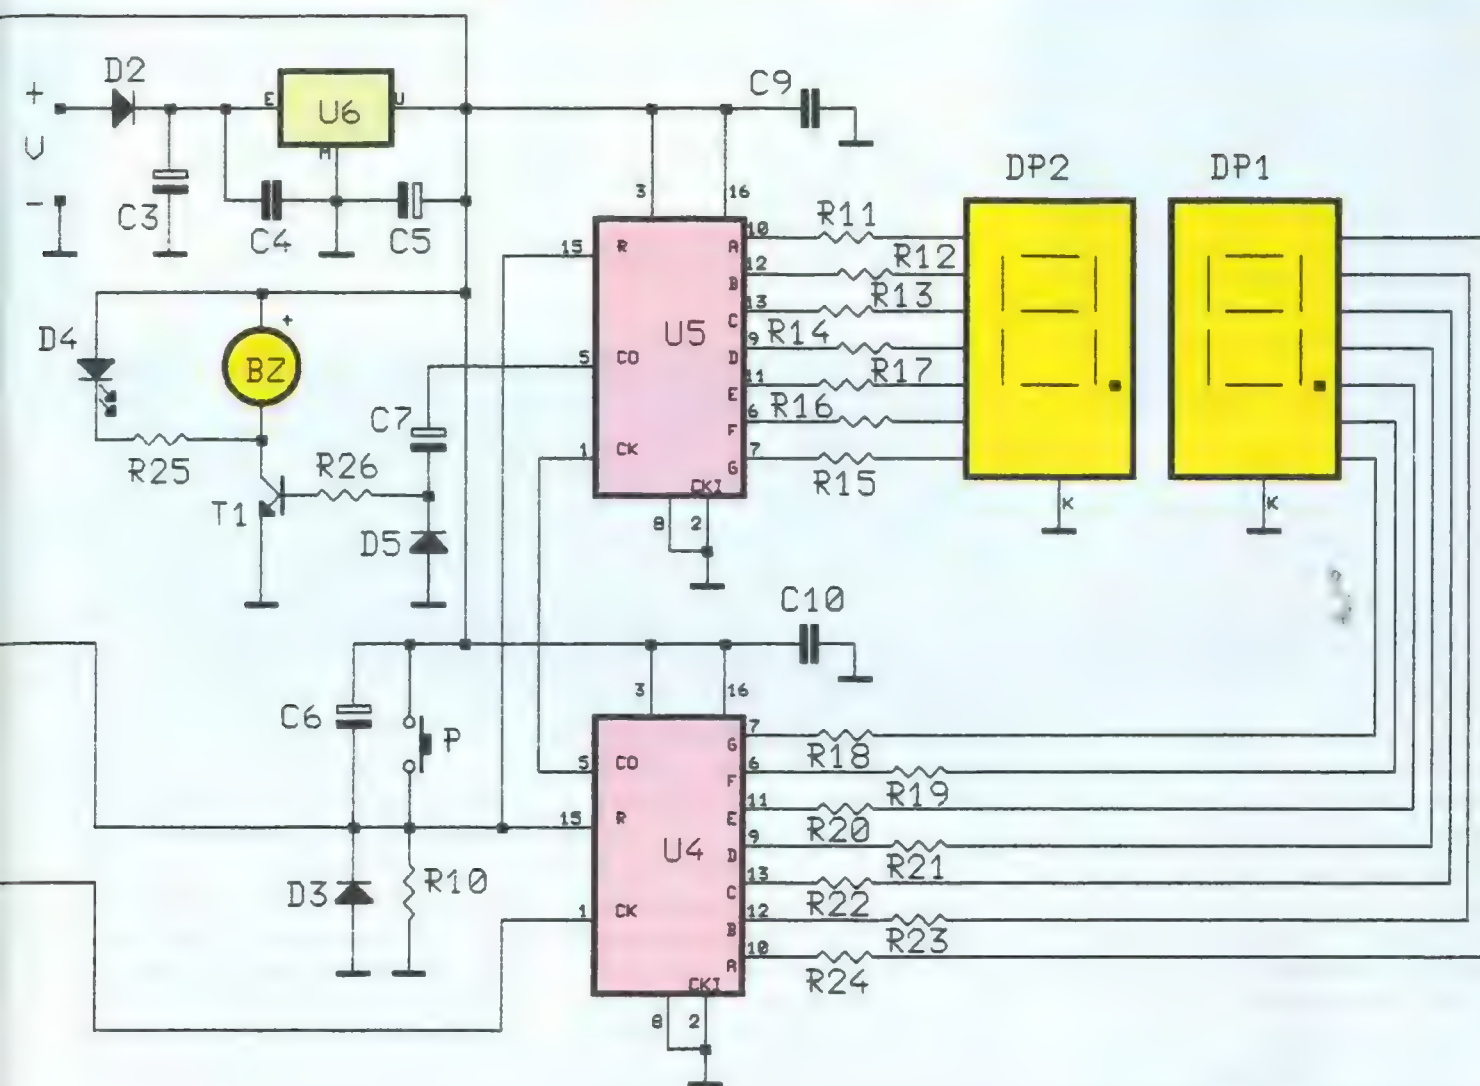 D2
+
V
-
E
U6
U
M
C3
C4
C5
C9
DP2
DP1
3
16
15
R
5
CO
1
CK
U5
CKI
A
B
C
D
E
F
G
10
12
13
9
11
6
7
8
2
R11
R12
R13
R14
R17
R16
R15
K
K
D4
+
BZ
R25
C7
R26
T1
D5
C10
C6
P
3
16
5
CO
15
R
1
CK
U4
CKI
G
F
E
D
C
B
A
7
6
11
9
13
12
10
8
2
R18
R19
R20
R21
R22
R23
R24
D3
R10